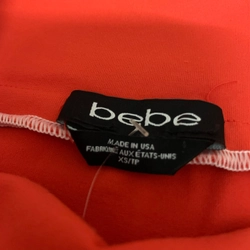 bebe
MADE IN USA
FABRIQUÉ AUX ÉTATS-UNIS
XS/TP